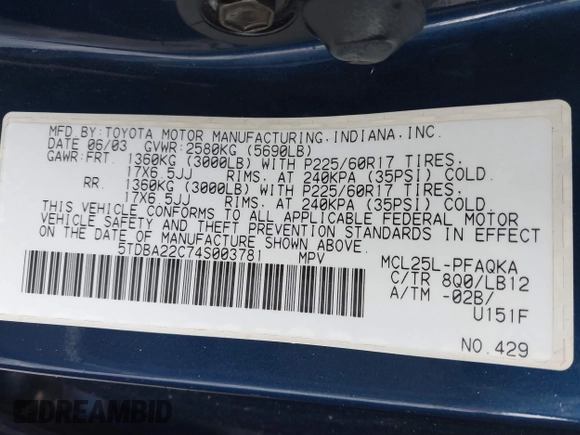 MFD.BY:TOYOTA MOTOR MANUFACTURING.INDIANA,INC.
DATE 06/03 GVWR:2580KG (5690LB)
GAWR:FRT. 1360KG (3000LB) WITH P225/60R17 TIRES.
17X6.5JJ RIMS. AT 240KPA (35PSI) COLD.
RR. 1360KG (3000LB) WITH P225/60R17 TIRES.
17X6.5JJ RIMS. AT 240KPA (35PSI) COLD.
THIS VEHICLE CONFORMS TO ALL APPLICABLE FEDERAL MOTOR
VEHICLE SAFETY AND THEFT PREVENTION STANDARDS IN EFFECT
ON THE DATE OF MANUFACTURE SHOWN ABOVE.
5TDBA22C74S003781 MPV MCL25L-PFAQKA
C/TR 8Q0/LB12
A/TM -02B/
U151F
NO.429
DREAMBID